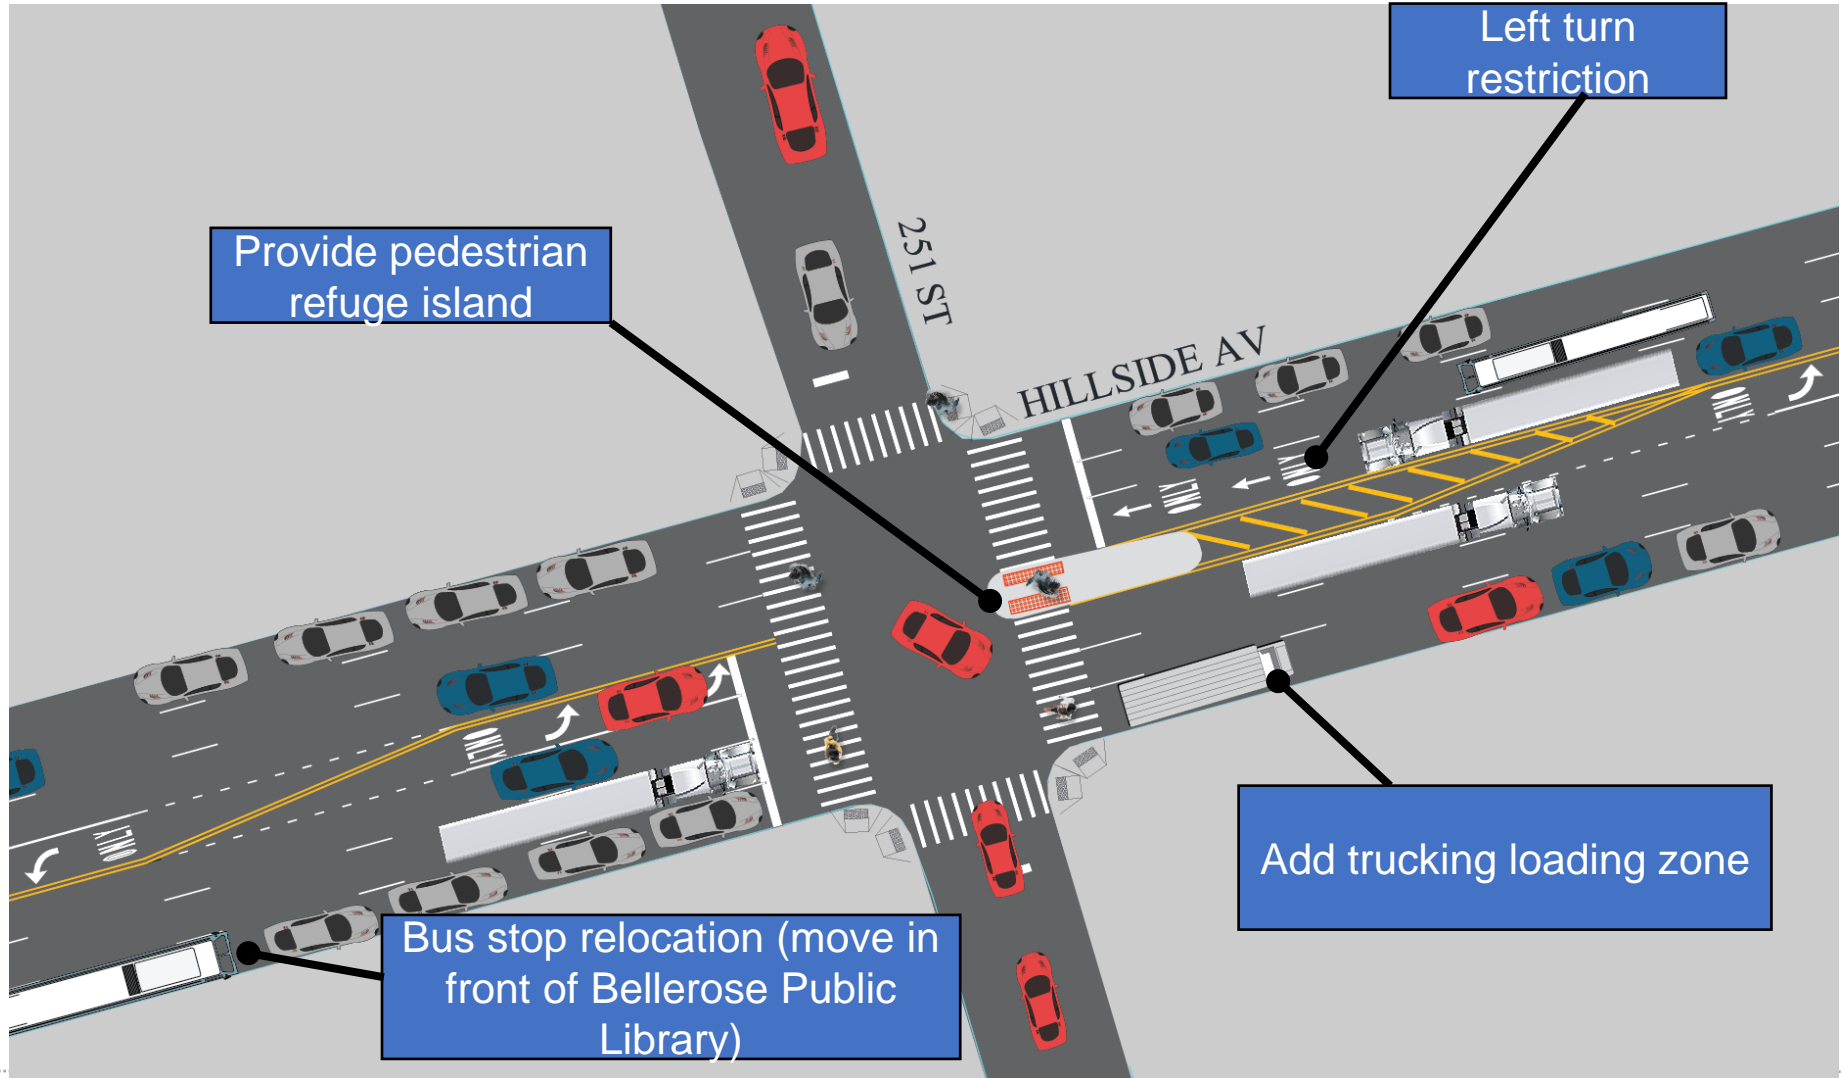 Left turn
restriction
Provide pedestrian
refuge island
251 ST
HILLSIDE AV
ONLY
ONLY
ONLY
ONLY
ONLY
Add trucking loading zone
Bus stop relocation (move in
front of Bellerose Public
Library)